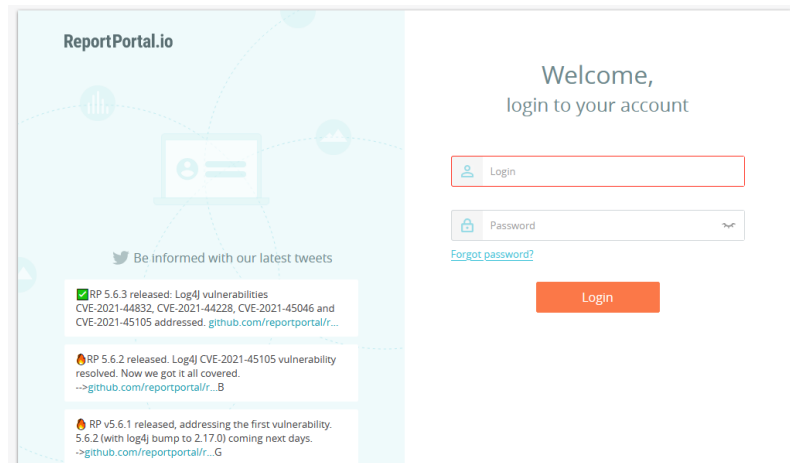 ReportPortal.io
Be informed with our latest tweets
✅RP 5.6.3 released: Log4J vulnerabilities
CVE-2021-44832, CVE-2021-44228, CVE-2021-45046 and
CVE-2021-45105 addressed. github.com/reportportal/r...
🔥RP 5.6.2 released. Log4J CVE-2021-45105 vulnerability
resolved. Now we got it all covered.
-->github.com/reportportal/r...B
🔥 RP v5.6.1 released, addressing the first vulnerability.
5.6.2 (with log4j bump to 2.17.0) coming next days.
->github.com/reportportal/r...G
Welcome,
login to your account
Login
Password
Forgot password?
Login